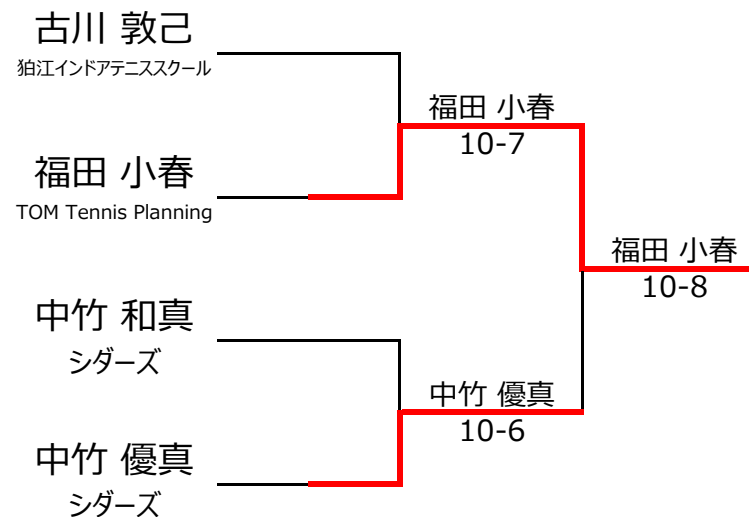 古川 敦己
狛江インドアテニススクール
福田 小春
10-7
福田 小春
TOM Tennis Planning
福田 小春
10-8
中竹 和真
シダーズ
中竹 優真
10-6
中竹 優真
シダーズ